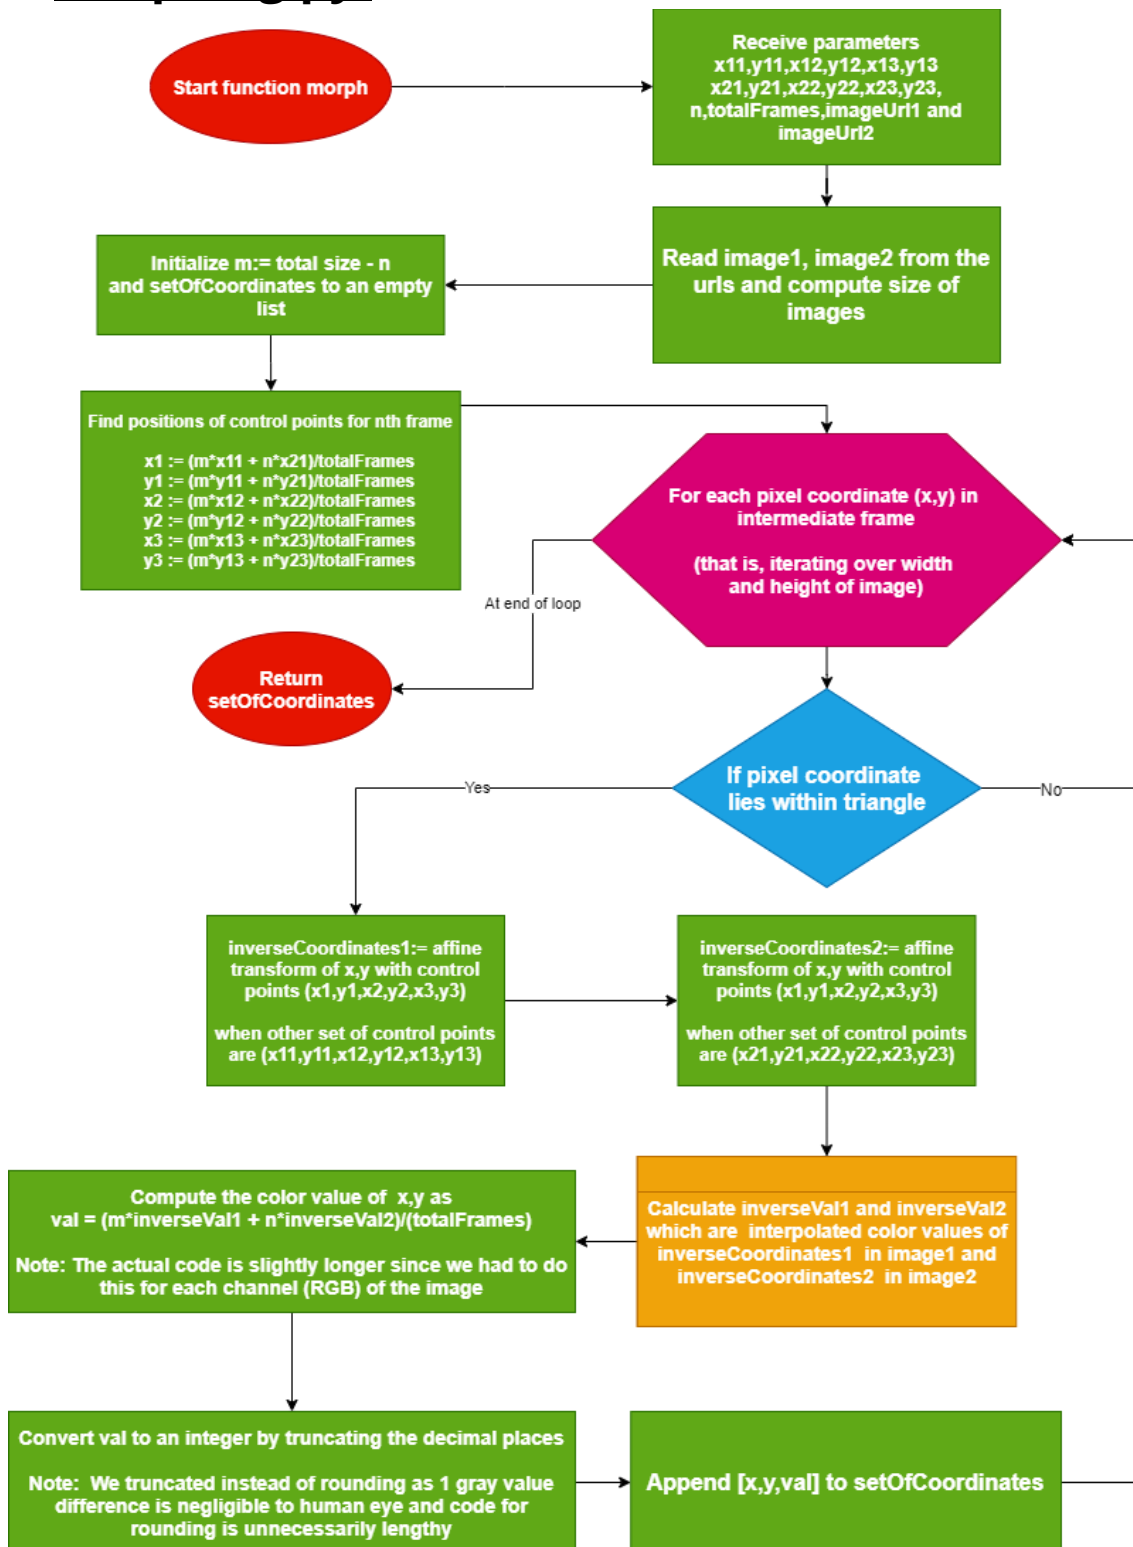 Start function morph
Receive parameters
x11,y11,x12,y12,x13,y13
x21,y21,x22,y22,x23,y23,
n,totalFrames,imageUrl1 and
imageUrl2
Read image1, image2 from the
urls and compute size of
images
Initialize m:= total size - n
and setOfCoordinates to an empty
list
Find positions of control points for nth frame
x1 := (m*x11 + n*x21)/totalFrames
y1 := (m*y11 + n*y21)/totalFrames
x2 := (m*x12 + n*x22)/totalFrames
y2 := (m*y12 + n*y22)/totalFrames
x3 := (m*x13 + n*x23)/totalFrames
y3 := (m*y13 + n*y23)/totalFrames
For each pixel coordinate (x,y) in
intermediate frame
(that is, iterating over width
and height of image)
At end of loop
Return
setOfCoordinates
If pixel coordinate
lies within triangle
Yes
No
inverseCoordinates1:= affine
transform of x,y with control
points (x1,y1,x2,y2,x3,y3)
when other set of control points
are (x11,y11,x12,y12,x13,y13)
inverseCoordinates2:= affine
transform of x,y with control
points (x1,y1,x2,y2,x3,y3)
when other set of control points
are (x21,y21,x22,y22,x23,y23)
Calculate inverseVal1 and inverseVal2
which are interpolated color values of
inverseCoordinates1 in image1 and
inverseCoordinates2 in image2
Compute the color value of x,y as
val = (m*inverseVal1 + n*inverseVal2)/(totalFrames)
Note: The actual code is slightly longer since we had to do
this for each channel (RGB) of the image
Convert val to an integer by truncating the decimal places
Note: We truncated instead of rounding as 1 gray value
difference is negligible to human eye and code for
rounding is unnecessarily lengthy
Append [x,y,val] to setOfCoordinates